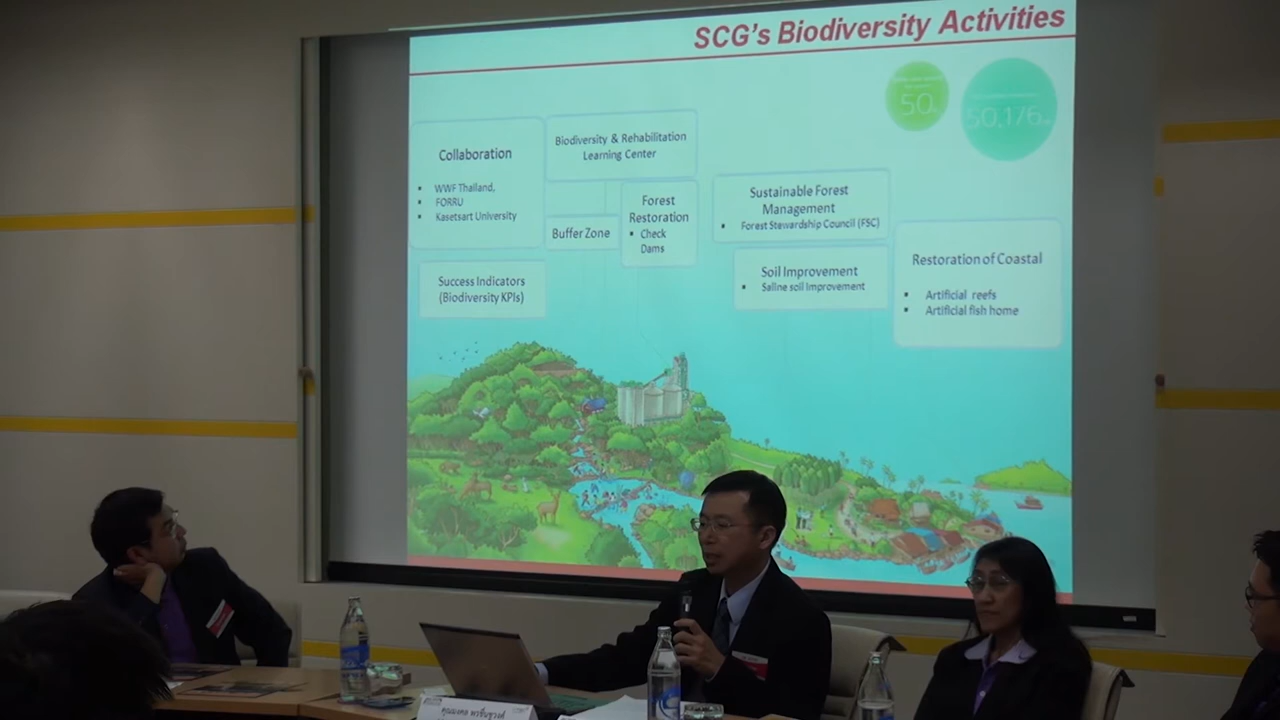 SCG's Biodiversity Activities
50
50,176
Collaboration
▪ WWF Thailand,
▪ FORRU
▪ Kasetsart University
Biodiversity & Rehabilitation
Learning Center
Buffer Zone
Forest
Restoration
▪ Check
Dams
Success Indicators
(Biodiversity KPIs)
Sustainable Forest
Management
▪ Forest Stewardship Council (FSC)
Soil Improvement
▪ Saline soil Improvement
Restoration of Coastal
▪ Artificial reefs
▪ Artificial fish home